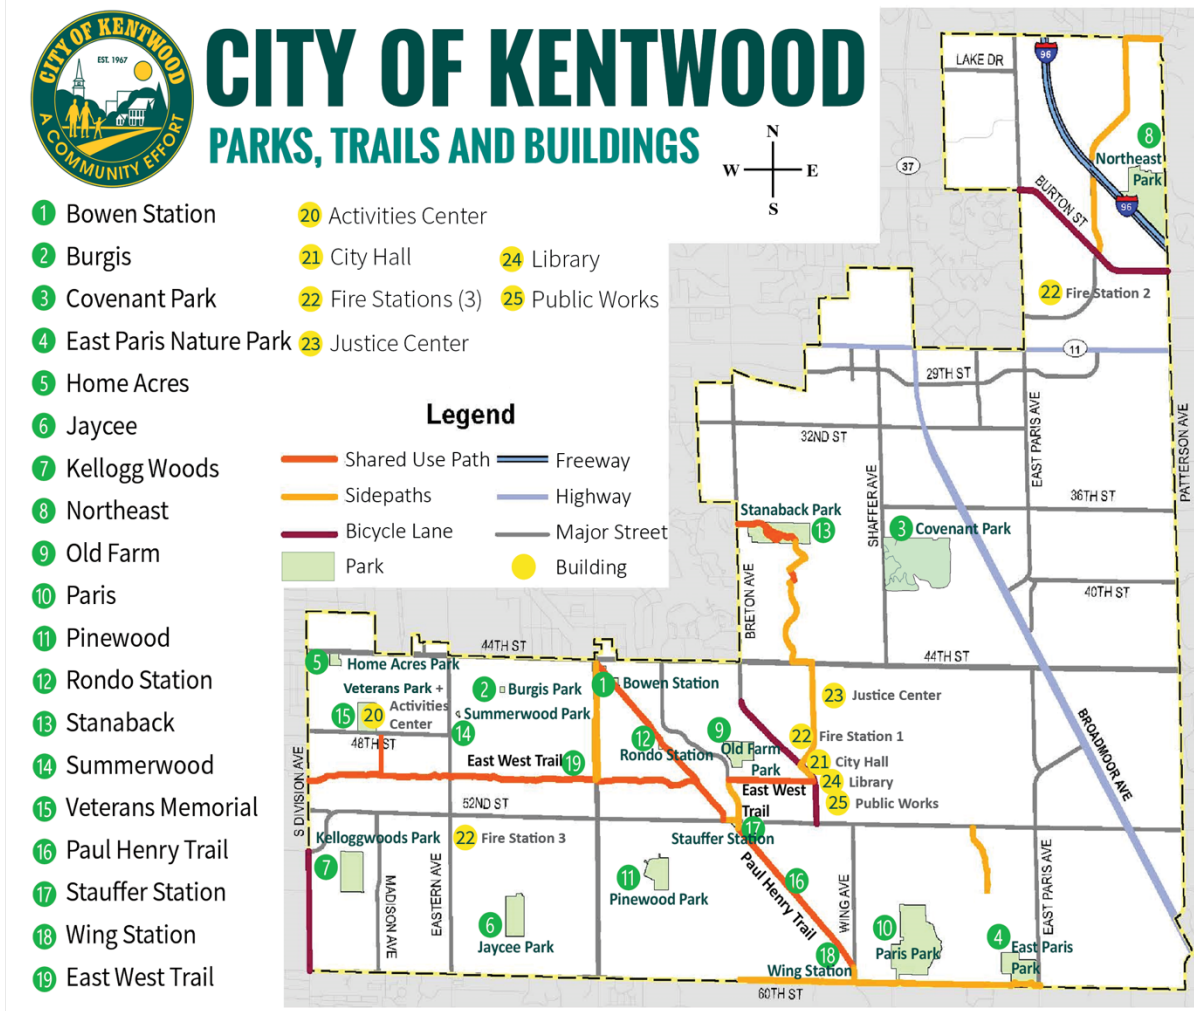 CITY OF KENTWOOD
EST. 1967
A COMMUNITY EFFORT
CITY OF KENTWOOD
PARKS, TRAILS AND BUILDINGS
N
W E
S
1 Bowen Station
2 Burgis
3 Covenant Park
4 East Paris Nature Park
5 Home Acres
6 Jaycee
7 Kellogg Woods
8 Northeast
9 Old Farm
10 Paris
11 Pinewood
12 Rondo Station
13 Stanaback
14 Summerwood
15 Veterans Memorial
16 Paul Henry Trail
17 Stauffer Station
18 Wing Station
19 East West Trail
20 Activities Center
21 City Hall
22 Fire Stations (3)
23 Justice Center
24 Library
25 Public Works
Legend
Shared Use Path
Sidepaths
Bicycle Lane
Park
Freeway
Highway
Major Street
Building
LAKE DR
96
37
8
Northeast
Park
96
BURTON ST
22 Fire Station 2
11
29TH ST
32ND ST
EAST PARIS AVE
PATTERSON AVE
SHAFFER AVE
36TH ST
Stanaback Park
13
3 Covenant Park
BRETON AVE
40TH ST
44TH ST
44TH ST
5 Home Acres Park
Veterans Park +
Activities
Center
15 20
48TH ST
2 Burgis Park
Summerwood Park
14
1 Bowen Station
12
Rondo Station
9
Old Farm
Park
23 Justice Center
22 Fire Station 1
21 City Hall
24 Library
25 Public Works
East West Trail 19
East West
Trail
S DIVISION AVE
52ND ST
BROADMOOR AVE
Kelloggwoods Park
7
22 Fire Station 3
17
Stauffer Station
MADISON AVE
EASTERN AVE
6
Jaycee Park
11
Pinewood Park
Paul Henry Trail
16
WING AVE
18
Wing Station
10
Paris Park
4
East Paris
Park
EAST PARIS AVE
60TH ST